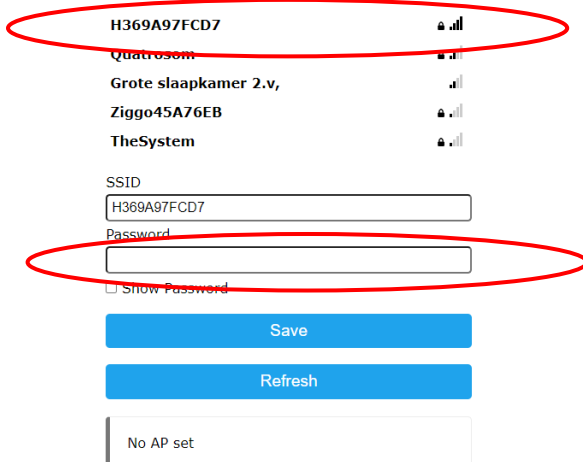 H369A97FCD7
Quatrosom
Grote slaapkamer 2.v,
Ziggo45A76EB
TheSystem
SSID
H369A97FCD7
Password
Show Password
Save
Refresh
No AP set